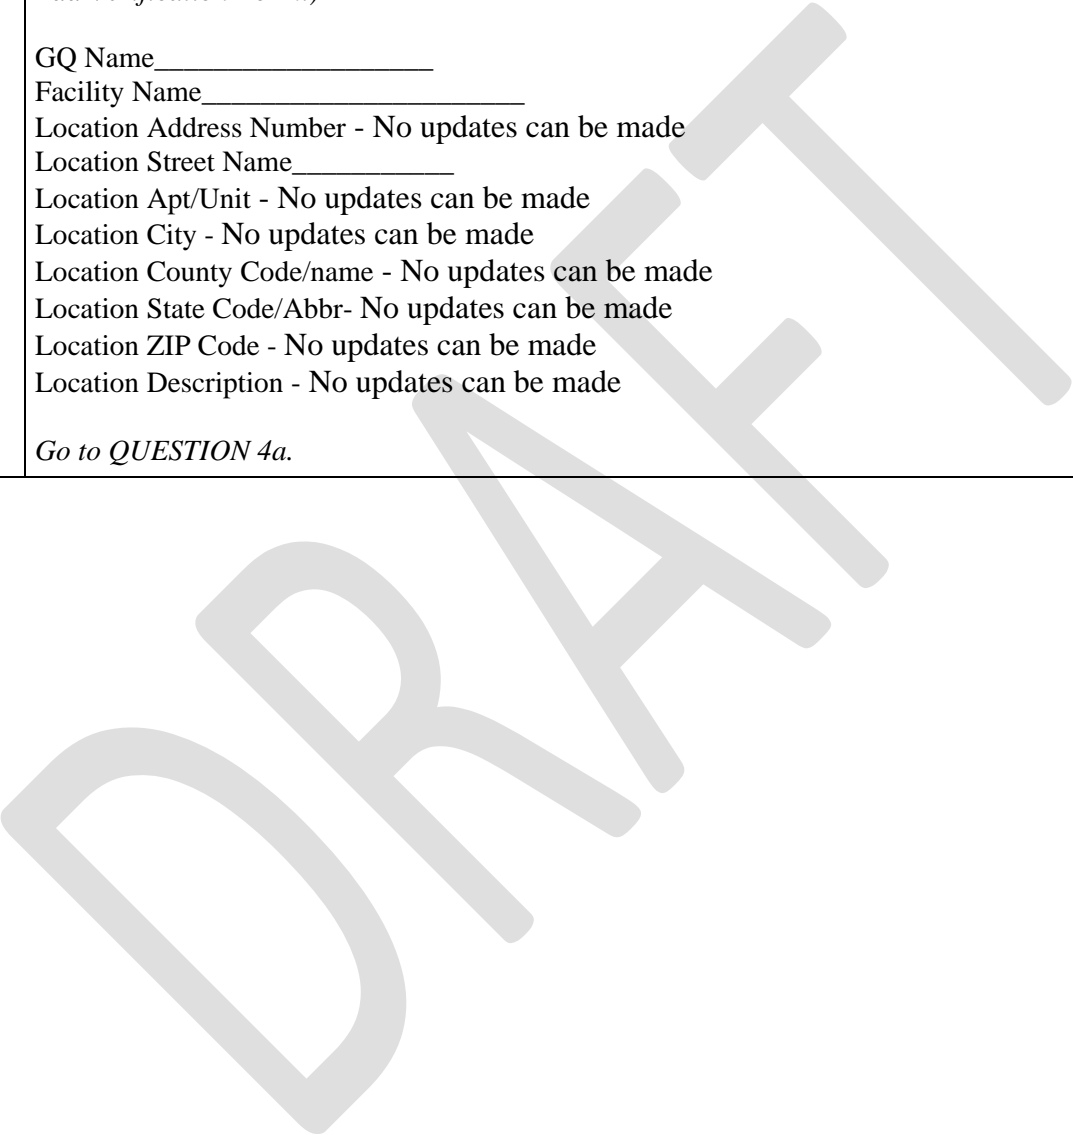 GQ Name___________________
Facility Name______________________
Location Address Number - No updates can be made
Location Street Name___________
Location Apt/Unit - No updates can be made
Location City - No updates can be made
Location County Code/name - No updates can be made
Location State Code/Abbr- No updates can be made
Location ZIP Code - No updates can be made
Location Description - No updates can be made
Go to QUESTION 4a.
DRAFT